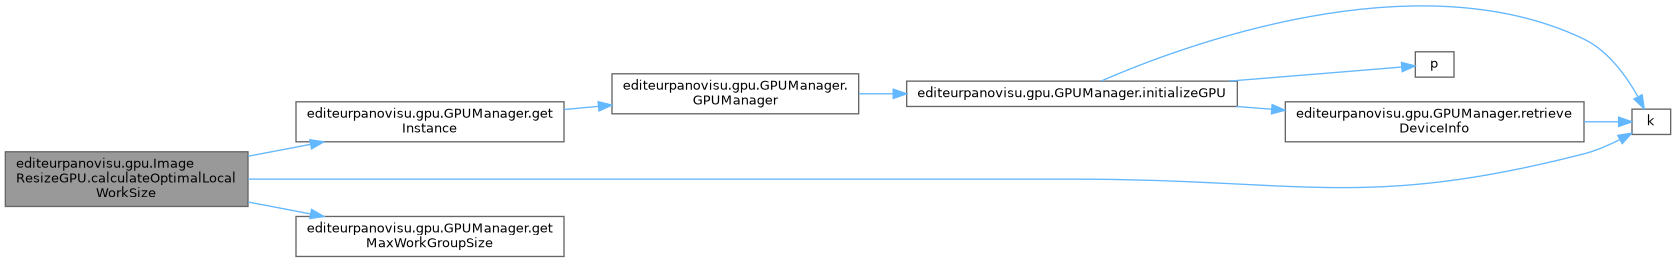 editeurpanovisu.gpu.Image
ResizeGPU.calculateOptimalLocal
WorkSize
editeurpanovisu.gpu.GPUManager.get
Instance
editeurpanovisu.gpu.GPUManager.get
MaxWorkGroupSize
editeurpanovisu.gpu.GPUManager.
GPUManager
editeurpanovisu.gpu.GPUManager.initializeGPU
p
editeurpanovisu.gpu.GPUManager.retrieve
DeviceInfo
k